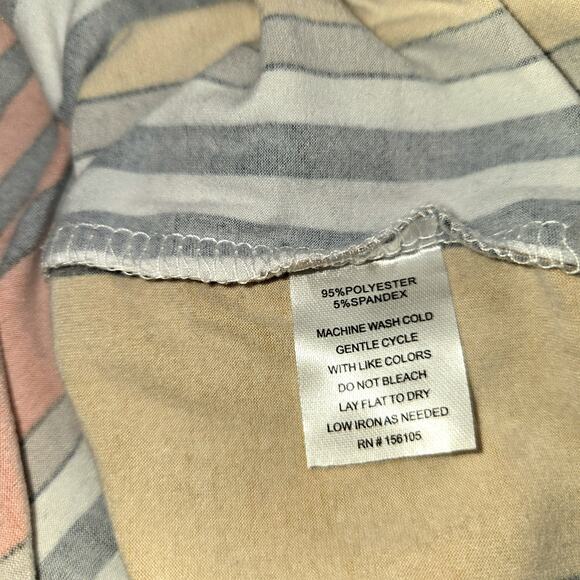 95%POLYESTER
5%SPANDEX
MACHINE WASH COLD
GENTLE CYCLE
WITH LIKE COLORS
DO NOT BLEACH
LAY FLAT TO DRY
LOW IRON AS NEEDED
RN # 156105